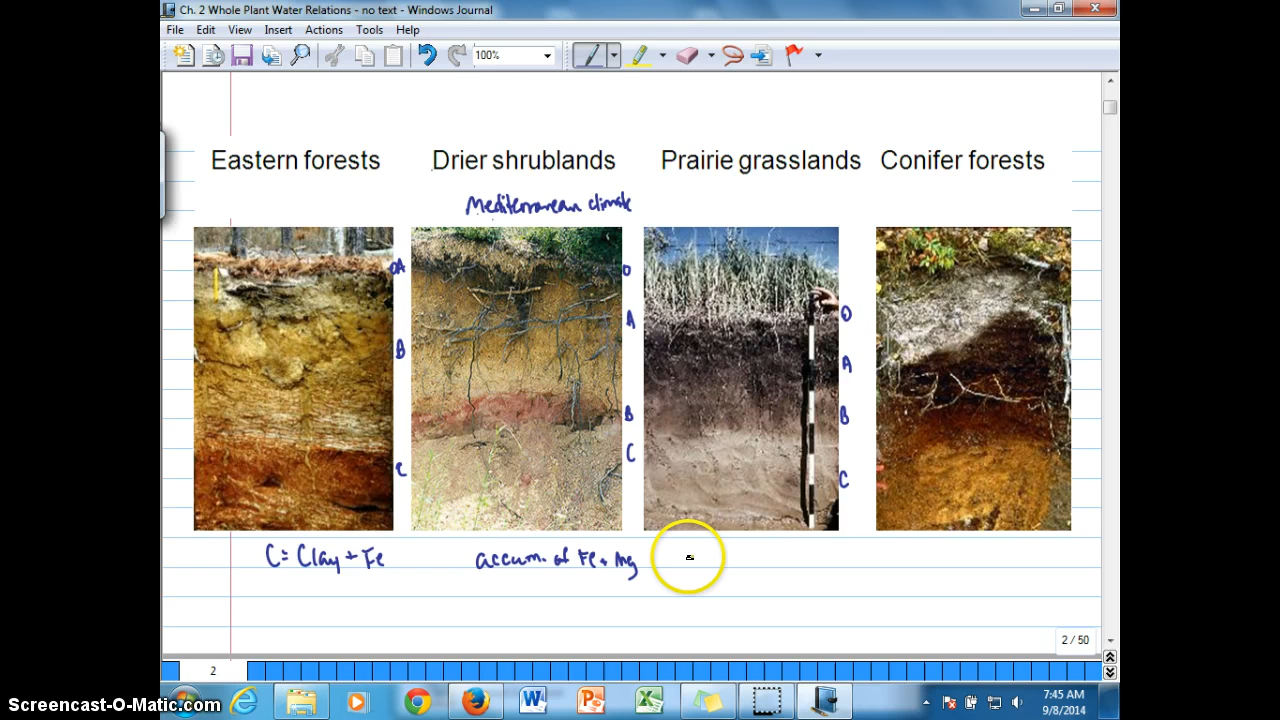 Ch. 2 Whole Plant Water Relations - no text - Windows Journal
File Edit View Insert Actions Tools Help
100%
Eastern forests Drier shrublands Prairie grasslands Conifer forests
Mediterranean climate
OA O
A O
B A
B B
C C C
C = Clay + Fe accum. of Fe + Mg
2 / 50
2
7:45 AM
9/8/2014
Screencast-O-Matic.com